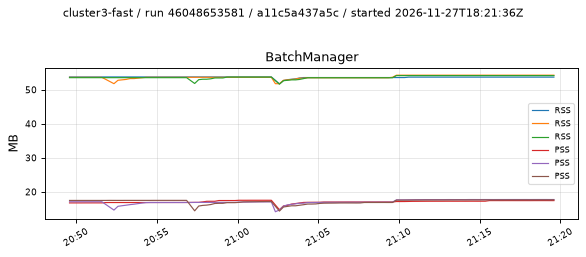 cluster3-fast / run 46048653581 / a11c5a437a5c / started 2026-11-27T18:21:36Z
BatchManager
MB
50
40
30
20
RSS
RSS
RSS
PSS
PSS
PSS
20:50
20:55
21:00
21:05
21:10
21:15
21:20